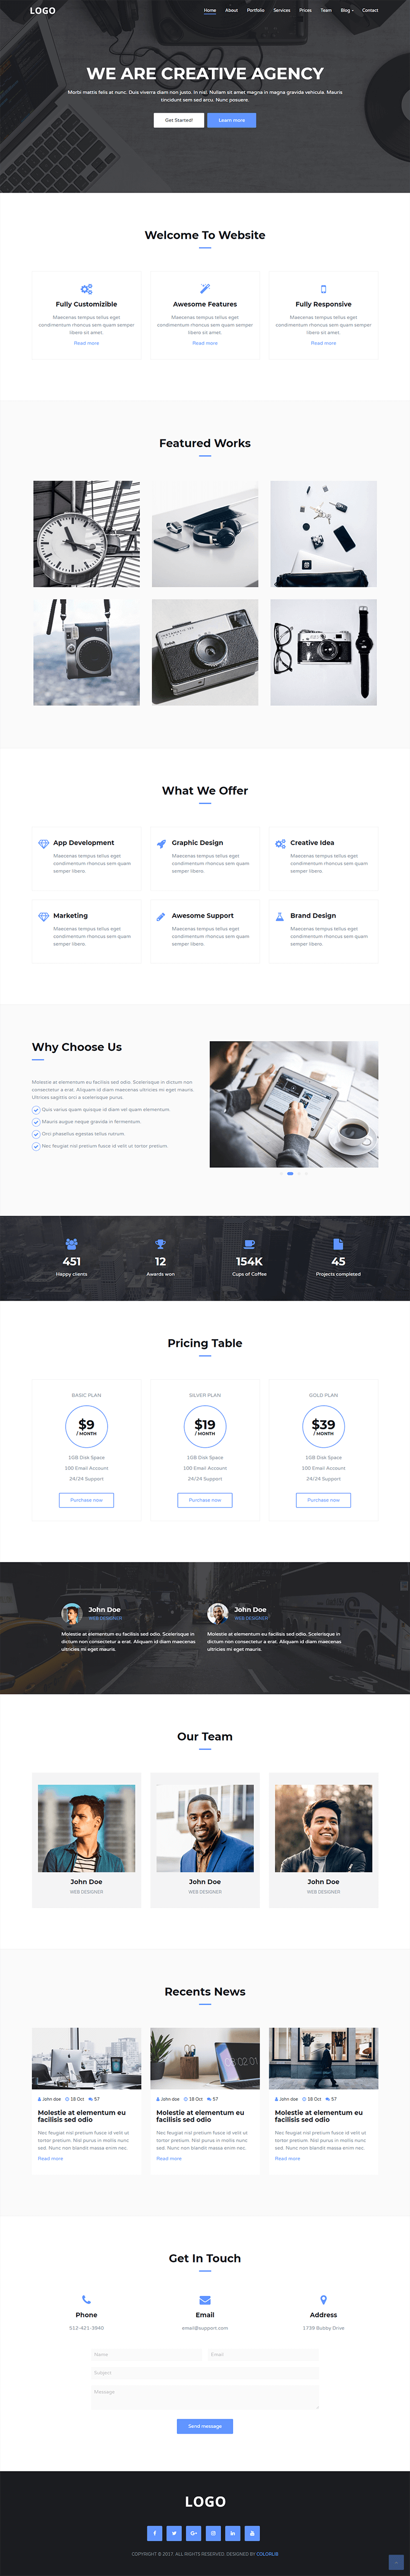 LOGO
Home About Portfolio Services Prices Team Blog Contact
WE ARE CREATIVE AGENCY
Morbi mattis felis at nunc. Duis viverra diam non justo. In nisl. Nullam sit amet magna in magna gravida vehicula. Mauris
tincidunt sem sed arcu. Nunc posuere.
Get Started!
Learn more
Welcome To Website
Fully Customizible
Maecenas tempus tellus eget
condimentum rhoncus sem quam semper
libero sit amet.
Read more
Awesome Features
Maecenas tempus tellus eget
condimentum rhoncus sem quam semper
libero sit amet.
Read more
Fully Responsive
Maecenas tempus tellus eget
condimentum rhoncus sem quam semper
libero sit amet.
Read more
Featured Works
What We Offer
App Development
Maecenas tempus tellus eget
condimentum rhoncus sem quam
semper libero.
Graphic Design
Maecenas tempus tellus eget
condimentum rhoncus sem quam
semper libero.
Creative Idea
Maecenas tempus tellus eget
condimentum rhoncus sem quam
semper libero.
Marketing
Maecenas tempus tellus eget
condimentum rhoncus sem quam
semper libero.
Awesome Support
Maecenas tempus tellus eget
condimentum rhoncus sem quam
semper libero.
Brand Design
Maecenas tempus tellus eget
condimentum rhoncus sem quam
semper libero.
Why Choose Us
Molestie at elementum eu facilisis sed odio. Scelerisque in dictum non
consectetur a erat. Aliquam id diam maecenas ultricies mi eget mauris.
Ultrices sagittis orci a scelerisque purus.
Quis varius quam quisque id diam vel quam elementum.
Mauris augue neque gravida in fermentum.
Orci phasellus egestas tellus rutrum.
Nec feugiat nisl pretium fusce id velit ut tortor pretium.
451
Happy clients
12
Awards won
154K
Cups of Coffee
45
Projects completed
Pricing Table
BASIC PLAN
$9
/ MONTH
1GB Disk Space
100 Email Account
24/24 Support
Purchase now
SILVER PLAN
$19
/ MONTH
1GB Disk Space
100 Email Account
24/24 Support
Purchase now
GOLD PLAN
$39
/ MONTH
1GB Disk Space
100 Email Account
24/24 Support
Purchase now
John Doe
WEB DESIGNER
Molestie at elementum eu facilisis sed odio. Scelerisque in
dictum non consectetur a erat. Aliquam id diam maecenas
ultricies mi eget mauris.
John Doe
WEB DESIGNER
Molestie at elementum eu facilisis sed odio. Scelerisque in
dictum non consectetur a erat. Aliquam id diam maecenas
ultricies mi eget mauris.
Our Team
John Doe
WEB DESIGNER
John Doe
WEB DESIGNER
John Doe
WEB DESIGNER
Recents News
John doe 18 Oct 57
Molestie at elementum eu
facilisis sed odio
Nec feugiat nisl pretium fusce id velit ut
tortor pretium. Nisl purus in mollis nunc
sed. Nunc non blandit massa enim nec.
Read more
John doe 18 Oct 57
Molestie at elementum eu
facilisis sed odio
Nec feugiat nisl pretium fusce id velit ut
tortor pretium. Nisl purus in mollis nunc
sed. Nunc non blandit massa enim nec.
Read more
John doe 18 Oct 57
Molestie at elementum eu
facilisis sed odio
Nec feugiat nisl pretium fusce id velit ut
tortor pretium. Nisl purus in mollis nunc
sed. Nunc non blandit massa enim nec.
Read more
Get In Touch
Phone
512-421-3940
Email
email@support.com
Address
1739 Bubby Drive
Name
Email
Subject
Message
Send message
LOGO
COPYRIGHT © 2017. ALL RIGHTS RESERVED. DESIGNED BY COLORLIB